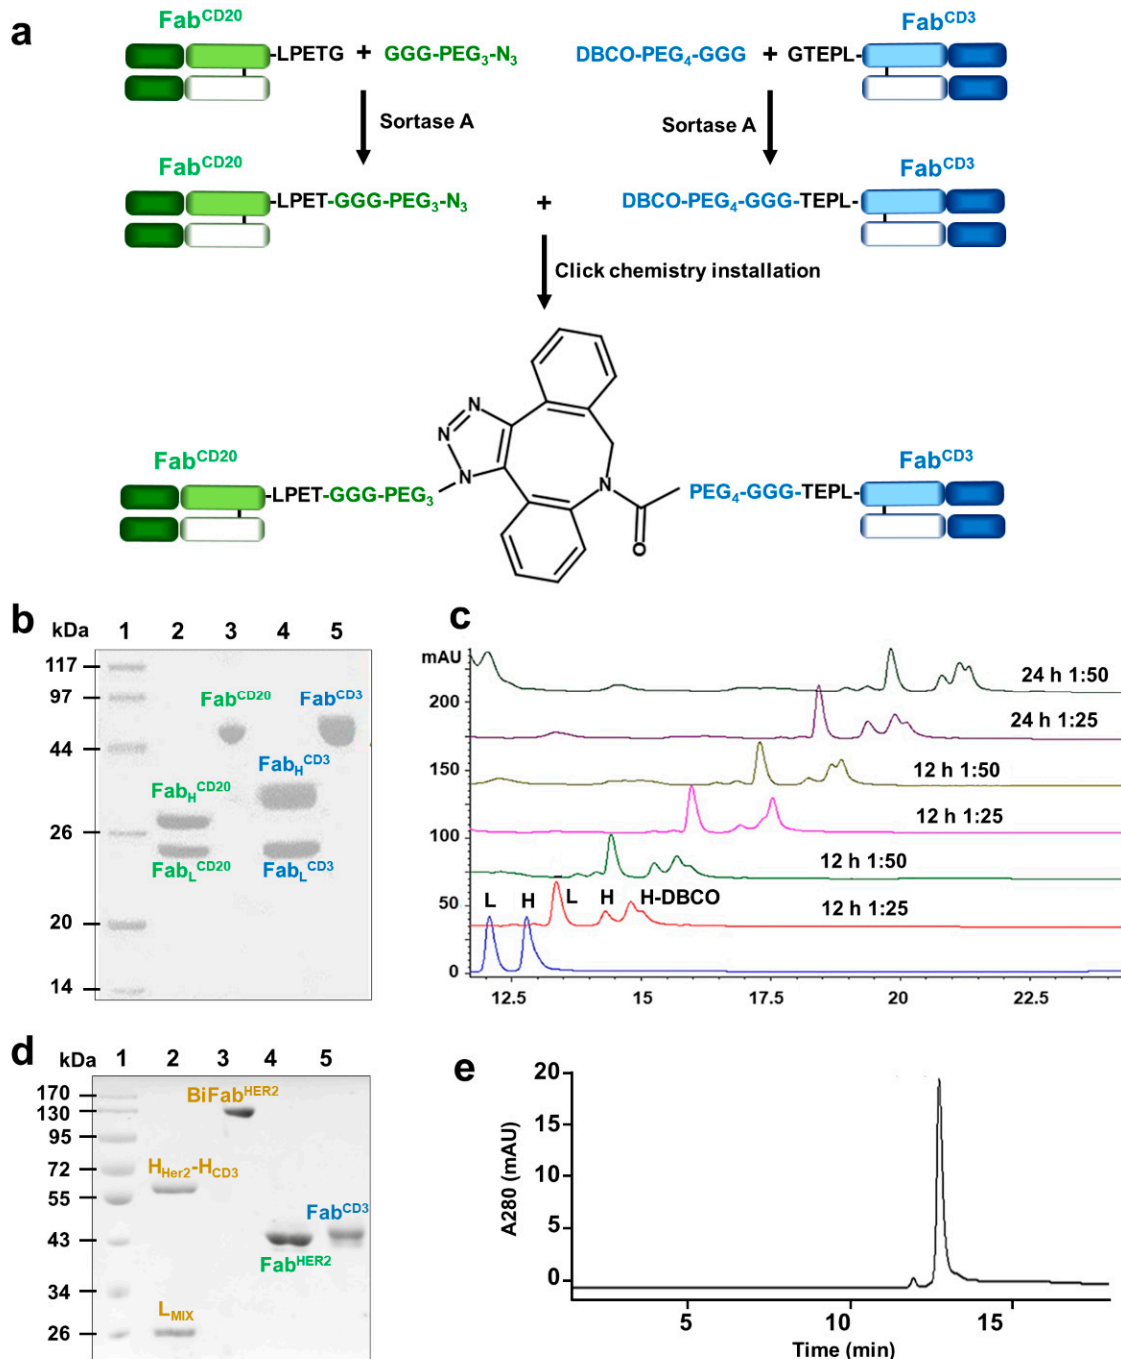 a
Fab^CD20
Fab^CD3
-LPETG + GGG-PEG₃-N₃
DBCO-PEG₄-GGG + GTEPL-
Sortase A
Sortase A
Fab^CD20
Fab^CD3
-LPET-GGG-PEG₃-N₃
+
DBCO-PEG₄-GGG-TEPL-
Click chemistry installation
N
N
N
N
O
Fab^CD20
Fab^CD3
-LPET-GGG-PEG₃
PEG₄-GGG-TEPL-
b
kDa 1 2 3 4 5
117
97
44
26
20
14
Fab^CD20
Fab^CD3
Fab_H^CD3
Fab_H^CD20
Fab_L^CD20
Fab_L^CD3
c
mAU
200
150
100
50
0
24 h 1:50
24 h 1:25
12 h 1:50
12 h 1:25
12 h 1:50
12 h 1:25
L H L H H-DBCO
12.5 15 17.5 20 22.5
d
kDa 1 2 3 4 5
170
130
95
72
55
43
34
26
BiFab^HER2
H_Her2-H_CD3
Fab^CD3
Fab^HER2
L_MIX
e
A280 (mAU)
20
15
10
5
0
5 10 15
Time (min)